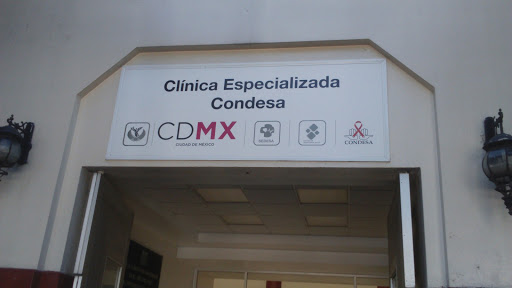 Clínica Especializada
Condesa
CDMX
CIUDAD DE MÉXICO
CONDESA